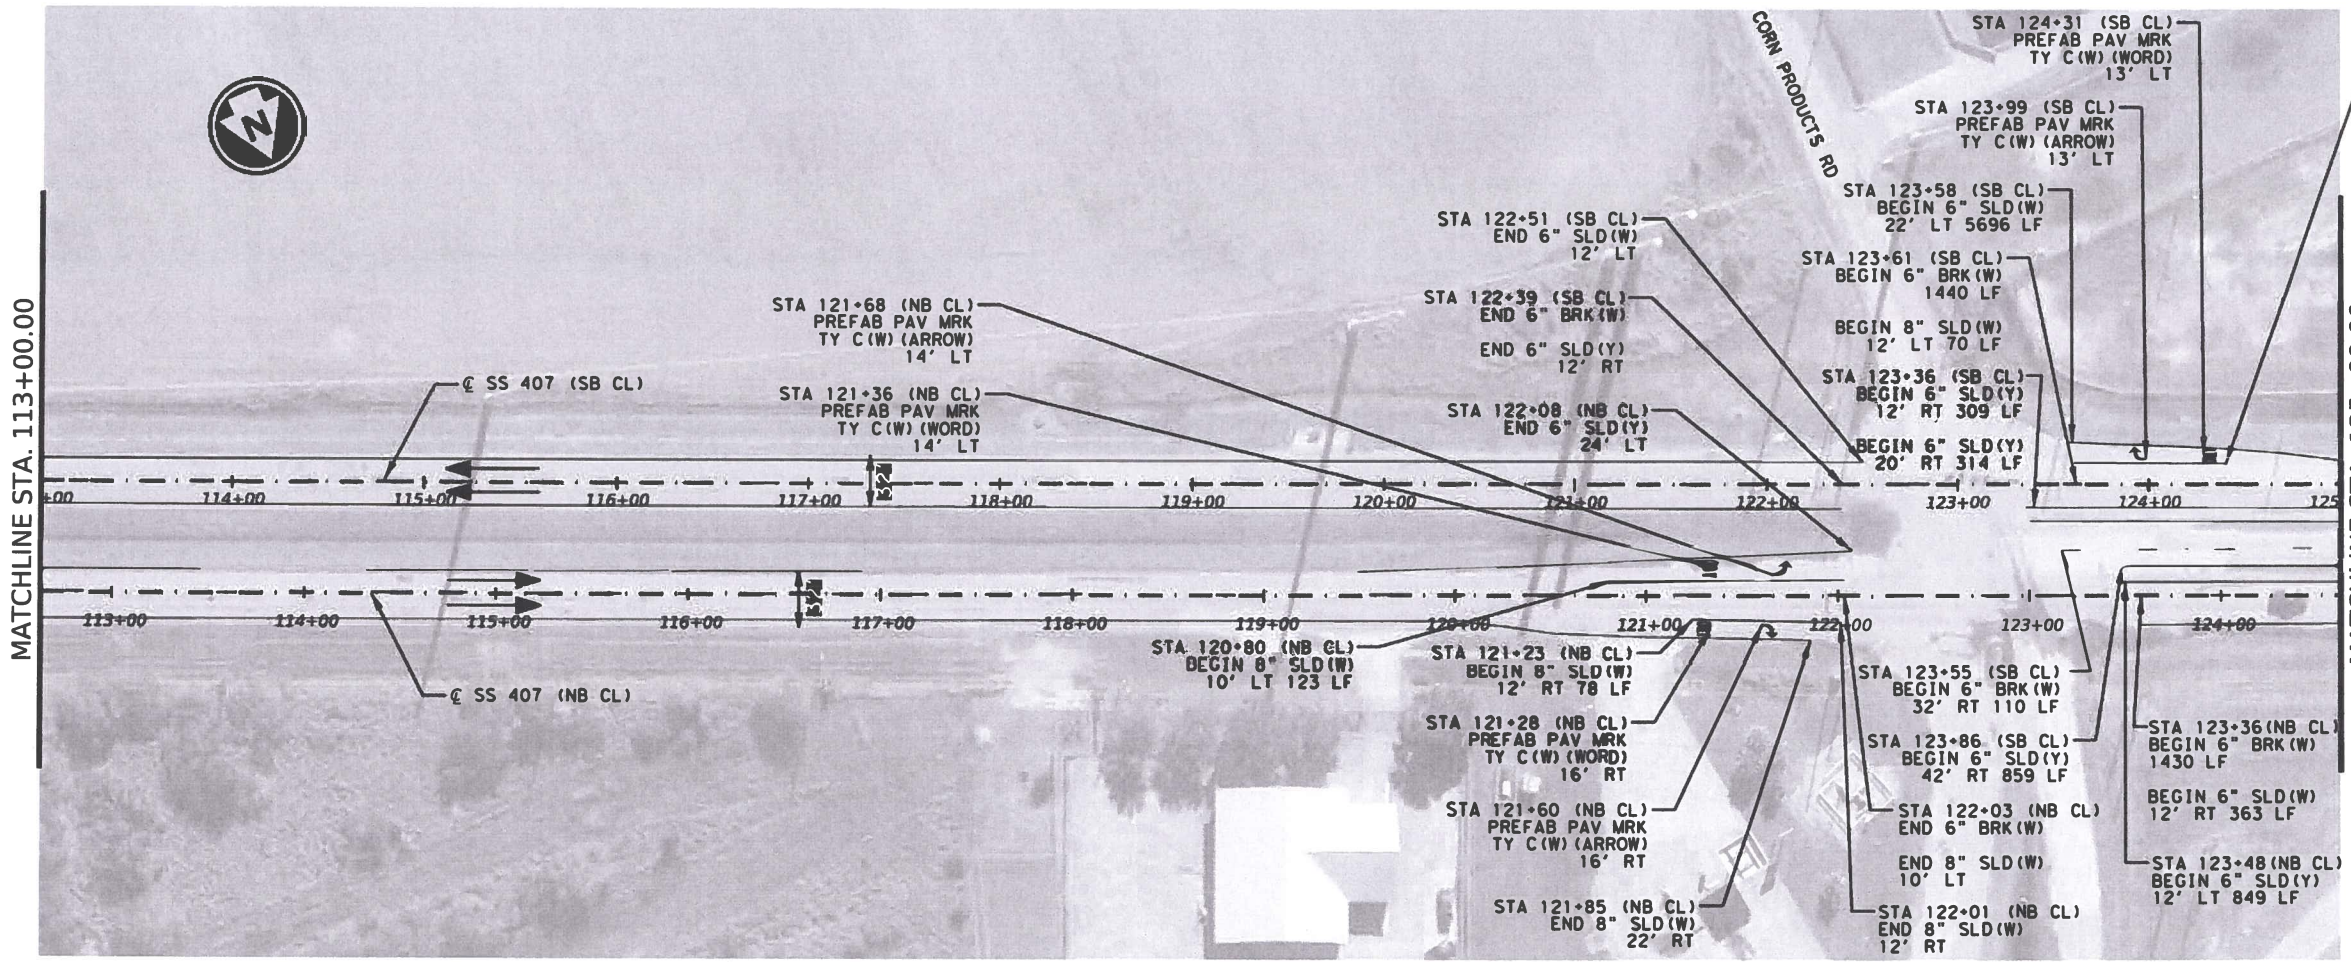 MATCHLINE STA. 113+00.00
N
CORN PRODUCTS RD
STA 124+31 (SB CL)
PREFAB PAV MRK
TY C(W)(WORD)
13' LT
STA 123+99 (SB CL)
PREFAB PAV MRK
TY C(W)(ARROW)
13' LT
STA 123+58 (SB CL)
BEGIN 6" SLD(W)
22' LT 5696 LF
STA 123+61 (SB CL)
BEGIN 6" BRK(W)
1440 LF
BEGIN 8" SLD(W)
12' LT 70 LF
STA 123+36 (SB CL)
BEGIN 6" SLD(Y)
12' RT 309 LF
BEGIN 6" SLD(Y)
20' RT 314 LF
STA 122+51 (SB CL)
END 6" SLD(W)
12' LT
STA 122+39 (SB CL)
END 6" BRK(W)
END 6" SLD(Y)
12' RT
STA 122+08 (NB CL)
END 6" SLD(Y)
24' LT
STA 121+68 (NB CL)
PREFAB PAV MRK
TY C(W)(ARROW)
14' LT
STA 121+36 (NB CL)
PREFAB PAV MRK
TY C(W)(WORD)
14' LT
℄ SS 407 (SB CL)
+00
114+00
115+00
116+00
117+00
118+00
119+00
120+00
121+00
122+00
123+00
124+00
125
113+00
114+00
115+00
116+00
117+00
118+00
119+00
120+00
121+00
122+00
123+00
124+00
℄ SS 407 (NB CL)
STA 120+80 (NB CL)
BEGIN 8" SLD(W)
10' LT 123 LF
STA 121+23 (NB CL)
BEGIN 8" SLD(W)
12' RT 78 LF
STA 121+28 (NB CL)
PREFAB PAV MRK
TY C(W)(WORD)
16' RT
STA 121+60 (NB CL)
PREFAB PAV MRK
TY C(W)(ARROW)
16' RT
STA 121+85 (NB CL)
END 8" SLD(W)
22' RT
STA 123+55 (SB CL)
BEGIN 6" BRK(W)
32' RT 110 LF
STA 123+86 (SB CL)
BEGIN 6" SLD(Y)
42' RT 859 LF
STA 122+03 (NB CL)
END 6" BRK(W)
END 8" SLD(W)
10' LT
STA 122+01 (NB CL)
END 8" SLD(W)
12' RT
STA 123+36(NB CL)
BEGIN 6" BRK(W)
1430 LF
BEGIN 6" SLD(W)
12' RT 363 LF
STA 123+48(NB CL)
BEGIN 6" SLD(Y)
12' LT 849 LF